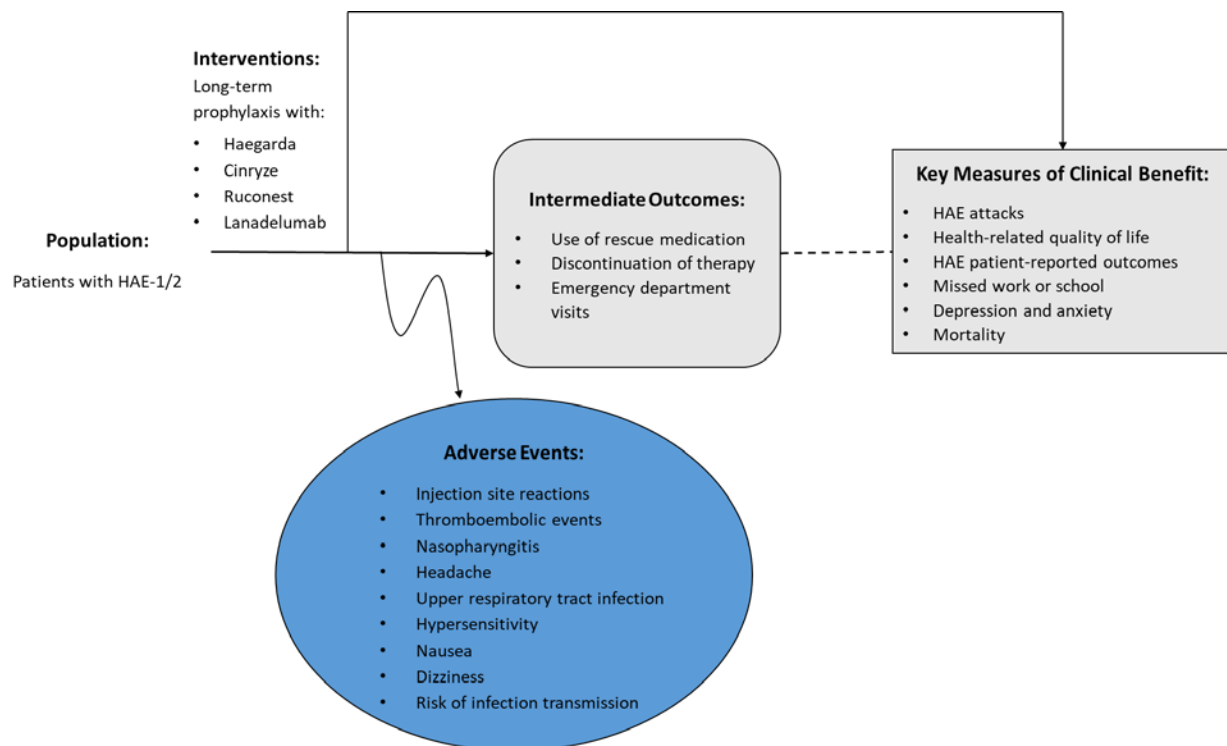 Interventions:
Long-term
prophylaxis with:
• Haegarda
• Cinryze
• Ruconest
• Lanadelumab
Population:
Patients with HAE-1/2
Intermediate Outcomes:
• Use of rescue medication
• Discontinuation of therapy
• Emergency department
visits
Key Measures of Clinical Benefit:
• HAE attacks
• Health-related quality of life
• HAE patient-reported outcomes
• Missed work or school
• Depression and anxiety
• Mortality
Adverse Events:
• Injection site reactions
• Thromboembolic events
• Nasopharyngitis
• Headache
• Upper respiratory tract infection
• Hypersensitivity
• Nausea
• Dizziness
• Risk of infection transmission